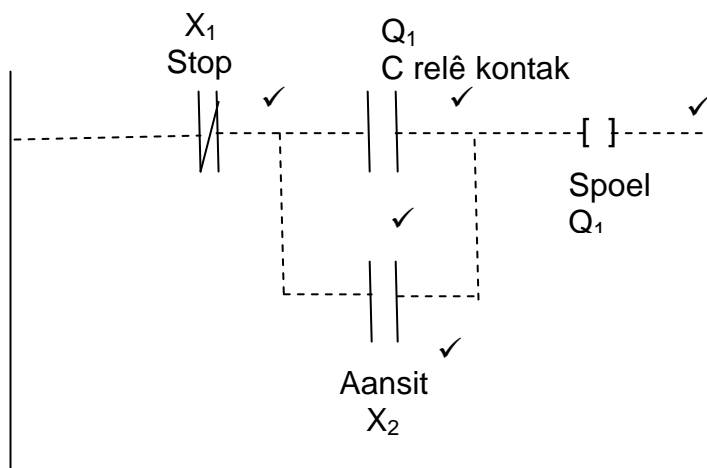 X₁
Stop
Q₁
C relê kontak
✓
✓
✓
[ ]
Spoel
Q₁
✓
✓
Aansit
X₂